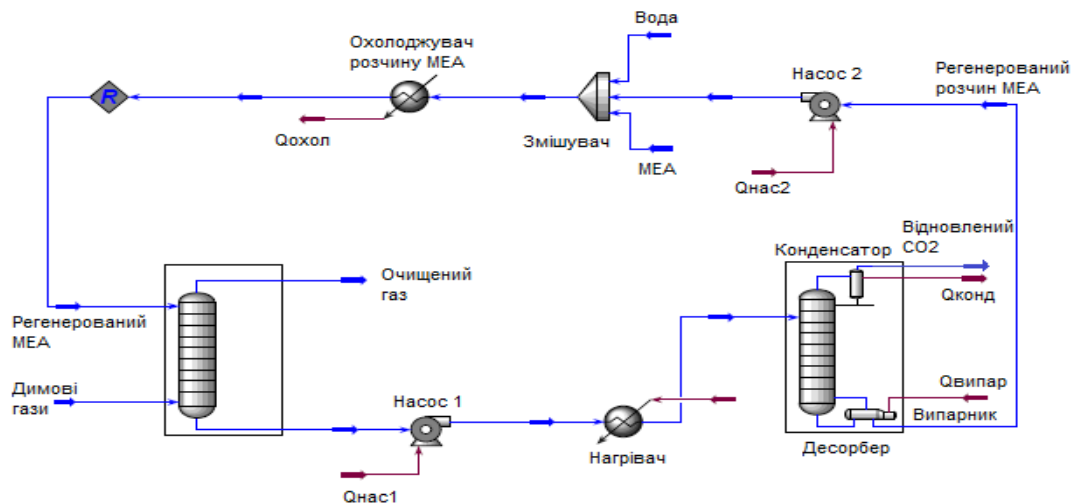 Вода
Охолоджувач
розчину МЕА
Насос 2
Регенерований
розчин МЕА
R
Qохол
Змішувач
МЕА
Qнас2
Відновлений
СО2
Конденсатор
Очищений
газ
Qконд
Регенерований
МЕА
Димові
гази
Насос 1
Qвипар
Випарник
Нагрівач
Десорбер
Qнас1